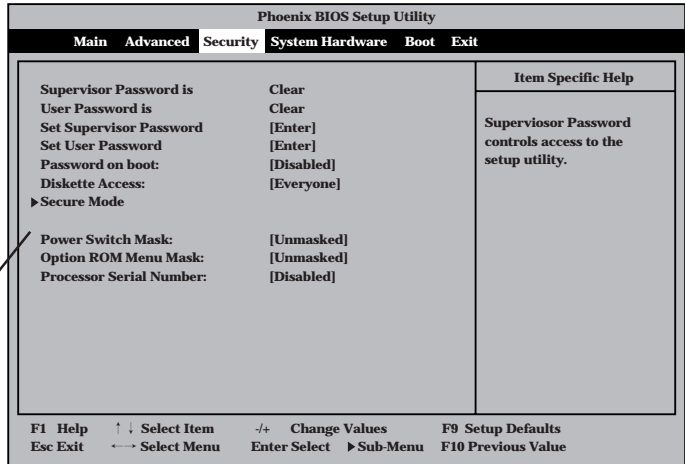 Phoenix BIOS Setup Utility
Main Advanced Security System Hardware Boot Exit
Supervisor Password is Clear
User Password is Clear
Set Supervisor Password [Enter]
Set User Password [Enter]
Password on boot: [Disabled]
Diskette Access: [Everyone]
▶Secure Mode
Power Switch Mask: [Unmasked]
Option ROM Menu Mask: [Unmasked]
Processor Serial Number: [Disabled]
Item Specific Help
Superviosor Password
controls access to the
setup utility.
F1 Help ↑↓ Select Item -/+ Change Values F9 Setup Defaults
Esc Exit ←→ Select Menu Enter Select ▶Sub-Menu F10 Previous Value